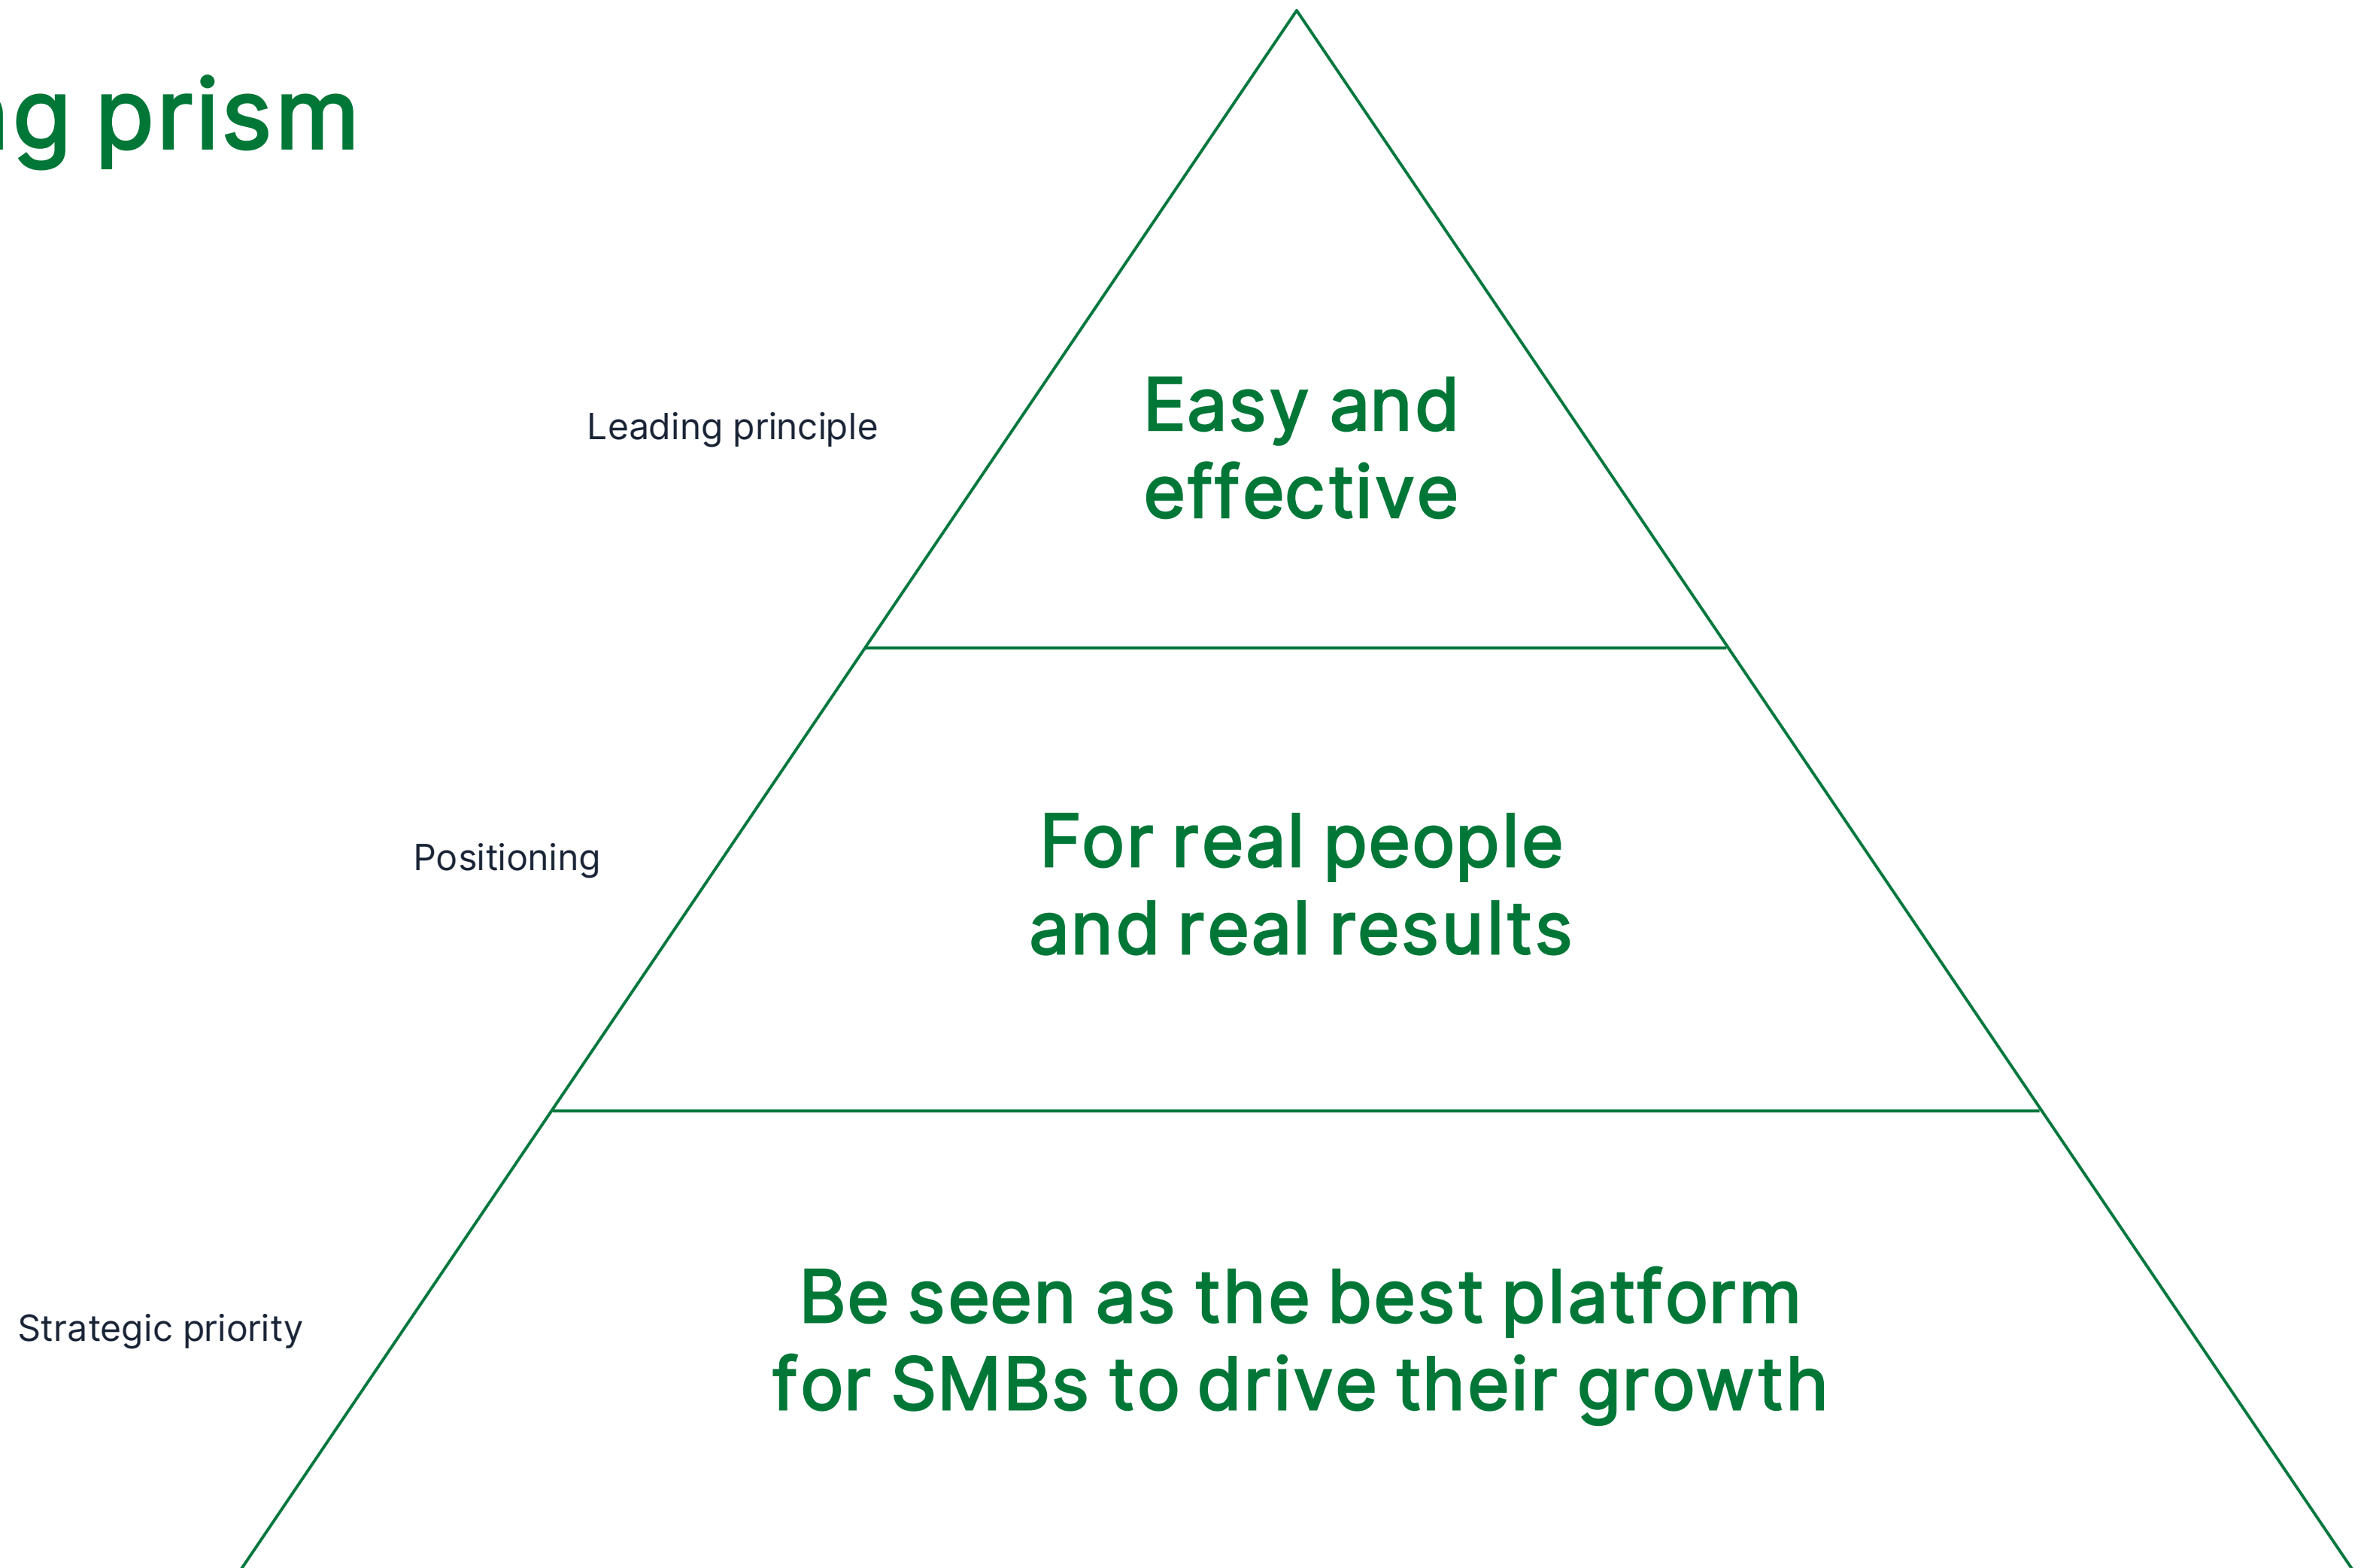 prism
Leading principle
Easy and
effective
Positioning
For real people
and real results
Strategic priority
Be seen as the best platform
for SMBs to drive their growth